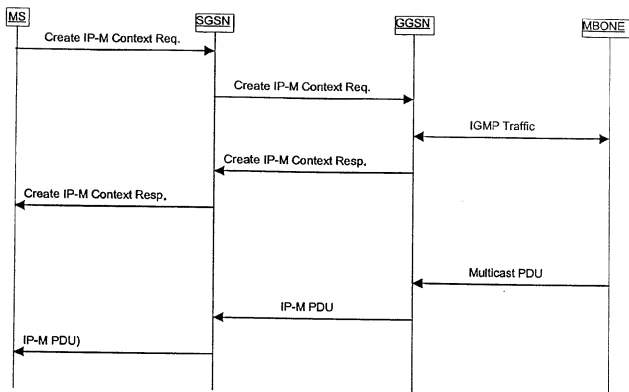 MS
SGSN
GGSN
MBONE
Create IP-M Context Req.
Create IP-M Context Req.
IGMP Traffic
Create IP-M Context Resp.
Create IP-M Context Resp.
Multicast PDU
IP-M PDU
IP-M PDU)